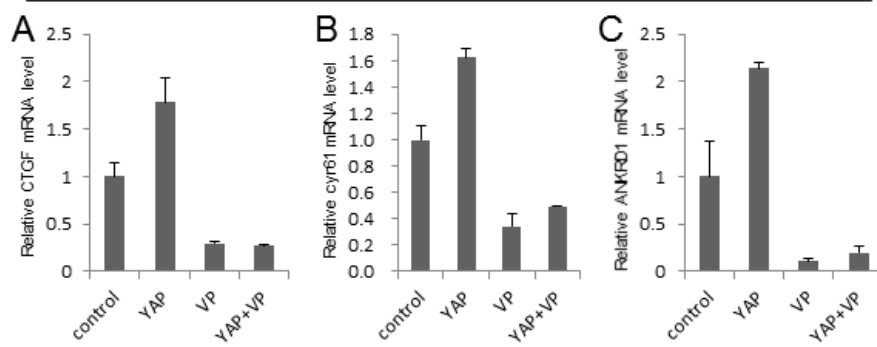 A
B
C
Relative CTGF mRNA level
2.5
2
1.5
1
0.5
0
control
YAP
VP
YAP+VP
Relative cyr61 mRNA level
1.8
1.6
1.4
1.2
1.0
0.8
0.6
0.4
0.2
0.0
control
YAP
VP
YAP+VP
Relative ANKRD1 mRNA level
2.5
2
1.5
1
0.5
0
control
YAP
VP
YAP+VP